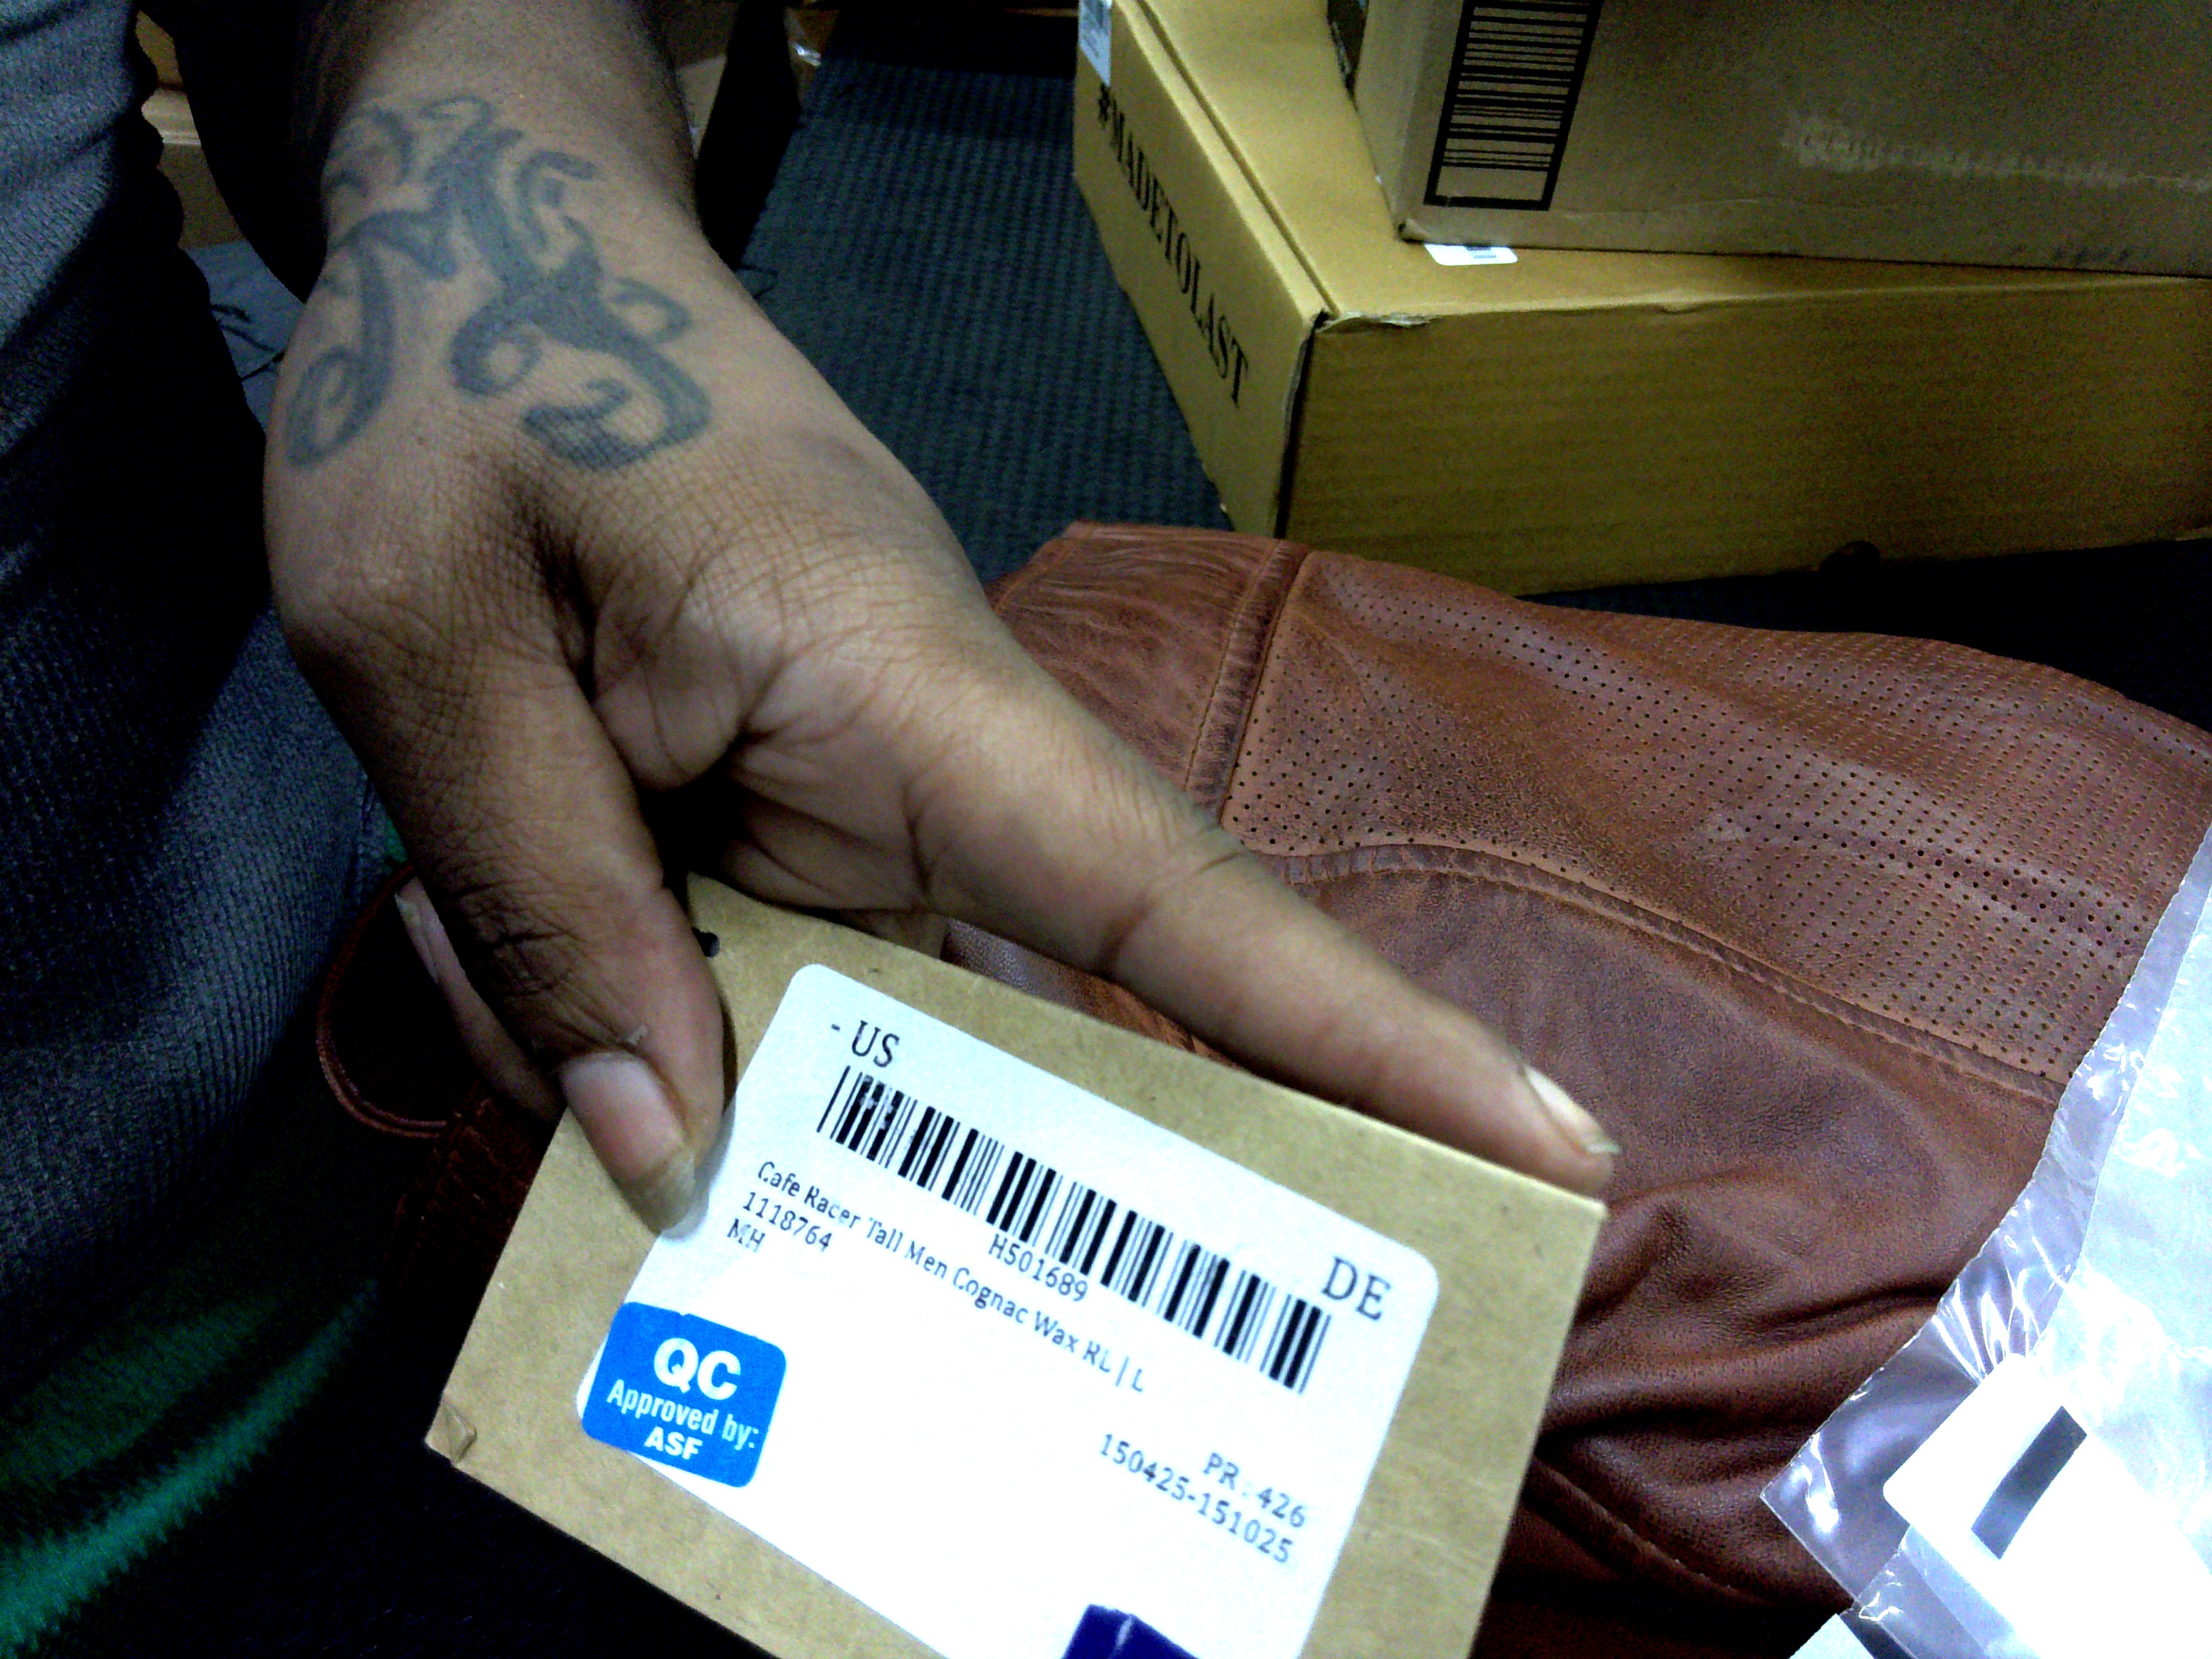 #MADETOLAST
- US
DE
H501689
Cafe Racer Tall Men Cognac Wax RL | L
1118764
MH
QC
Approved by:
ASF
PR : 426
150425-151025